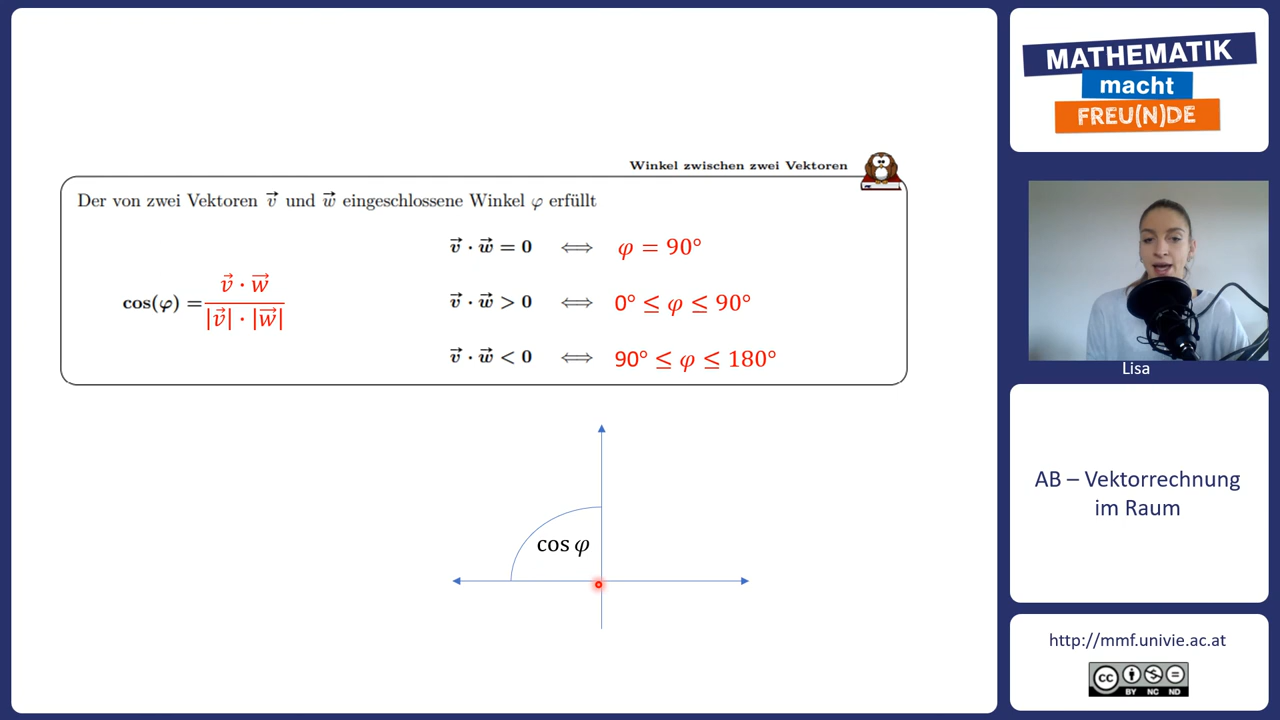 Winkel zwischen zwei Vektoren
Der von zwei Vektoren v⃗ und w⃗ eingeschlossene Winkel φ erfüllt
v⃗ · w⃗ = 0 ⟺ φ = 90°
cos(φ) = (v⃗ · w⃗) / (|v⃗| · |w⃗|)
v⃗ · w⃗ > 0 ⟺ 0° ≤ φ ≤ 90°
v⃗ · w⃗ < 0 ⟺ 90° ≤ φ ≤ 180°
cos φ
MATHEMATIK
macht
FREU(N)DE
Lisa
AB – Vektorrechnung
im Raum
http://mmf.univie.ac.at
cc
BY NC ND